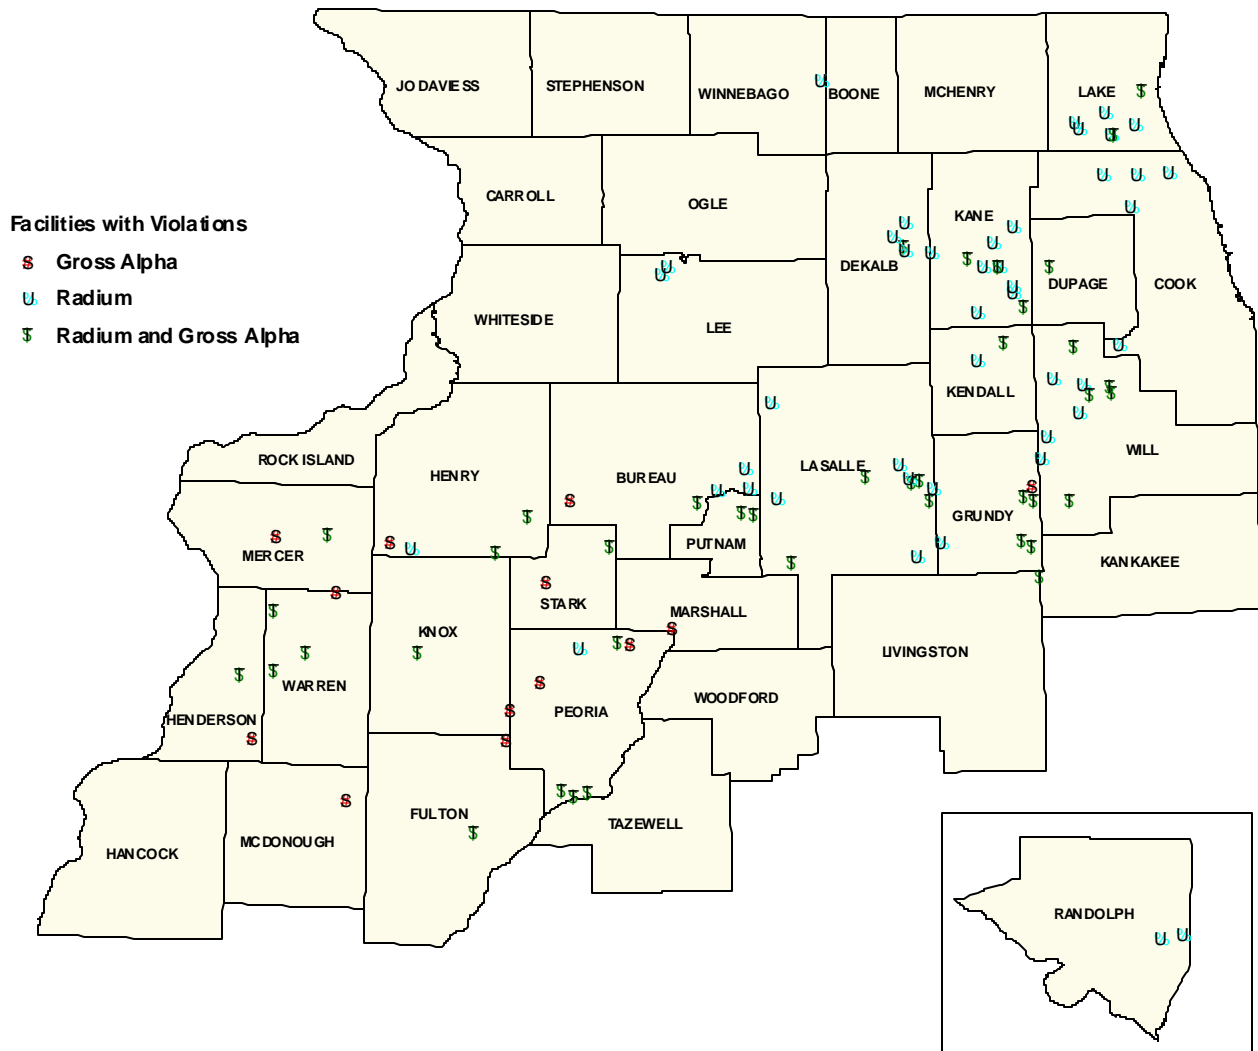 JO DAVIESS
STEPHENSON
WINNEBAGO
BOONE
MCHENRY
LAKE
CARROLL
OGLE
DEKALB
KANE
DUPAGE
COOK
Facilities with Violations
Gross Alpha
Radium
Radium and Gross Alpha
WHITESIDE
LEE
KENDALL
ROCK ISLAND
HENRY
BUREAU
LASALLE
WILL
GRUNDY
MERCER
PUTNAM
KANKAKEE
STARK
MARSHALL
KNOX
LIVINGSTON
WARREN
WOODFORD
HENDERSON
PEORIA
FULTON
TAZEWELL
MCDONOUGH
HANCOCK
RANDOLPH